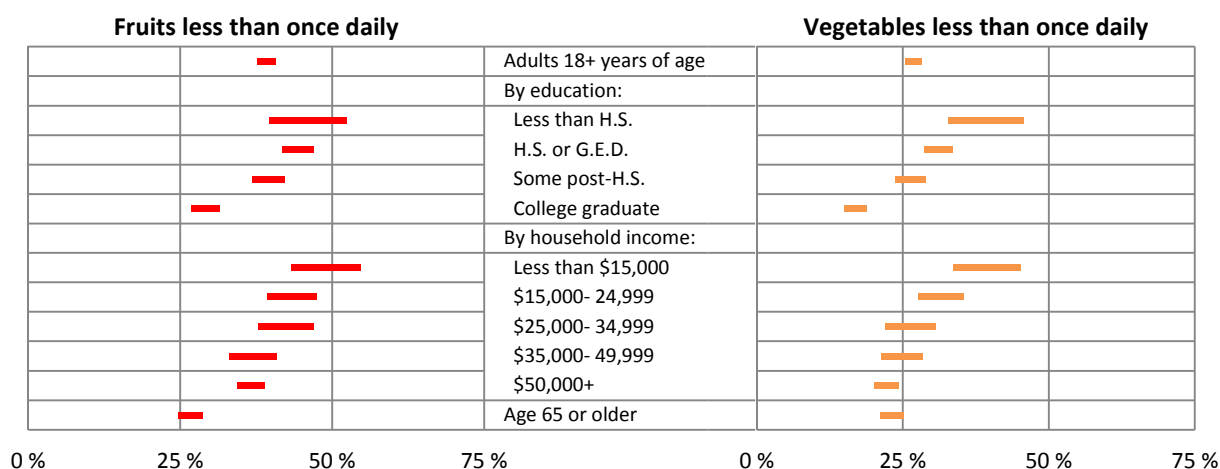 Fruits less than once daily
Vegetables less than once daily
Adults 18+ years of age
By education:
Less than H.S.
H.S. or G.E.D.
Some post-H.S.
College graduate
By household income:
Less than $15,000
$15,000- 24,999
$25,000- 34,999
$35,000- 49,999
$50,000+
Age 65 or older
0 % 25 % 50 % 75 % 0 % 25 % 50 % 75 %